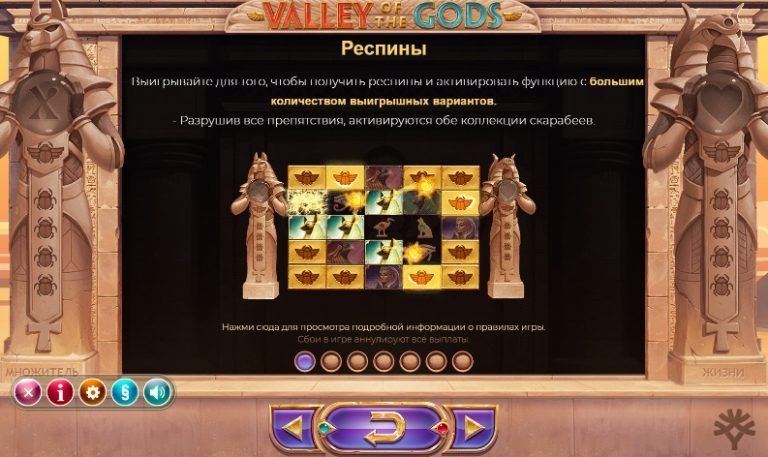 VALLEY OF THE GODS
Респины
Выигрывайте для того, чтобы получить респины и активировать функцию с большим
количеством выигрышных вариантов.
- Разрушив все препятствия, активируются обе коллекции скарабеев.
X
Нажми сюда для просмотра подробной информации о правилах игры.
Сбои в игре аннулируют все выплаты.
МНОЖИТЕЛЬ
ЖИЗНИ
× i §